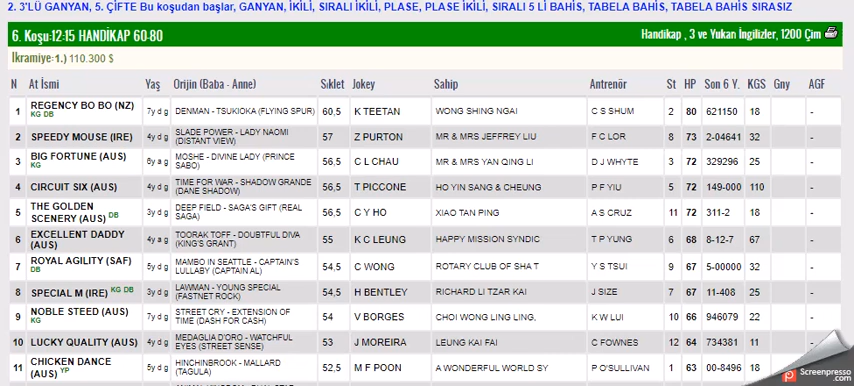 2. 3'LÜ GANYAN, 5. ÇİFTE Bu koşudan başlar, GANYAN, İKİLİ, SIRALI İKİLİ, PLASE, PLASE İKİLİ, SIRALI 5 Lİ BAHİS, TABELA BAHİS, TABELA BAHİS SIRASIZ
6. Koşu:12:15 HANDİKAP 60-80 Handikap , 3 ve Yukarı İngilizler, 1200 Çim
İkramiye:1.) 110.300 $
N At İsmi Yaş Orijin (Baba - Anne) Sıklet Jokey Sahip Antrenör St HP Son 6 Y. KGS Gny AGF
1 REGENCY BO BO (NZ) KG DB 7y d g DENMAN - TSUKIOKA (FLYING SPUR) 60,5 K TEETAN WONG SHING NGAI C S SHUM 2 80 621150 18 -
2 SPEEDY MOUSE (IRE) 4y d g SLADE POWER - LADY NAOMI (DISTANT VIEW) 57 Z PURTON MR & MRS JEFFREY LIU F C LOR 8 73 2-04641 32 -
3 BIG FORTUNE (AUS) KG 6y a g MOSHE - DIVINE LADY (PRINCE SABO) 56,5 C L CHAU MR & MRS YAN QING LI D J WHYTE 3 72 329296 25 -
4 CIRCUIT SIX (AUS) 4y d g TIME FOR WAR - SHADOW GRANDE (DANE SHADOW) 56,5 T PICCONE HO YIN SANG & CHEUNG P F YIU 5 72 149-000 110 -
5 THE GOLDEN SCENERY (AUS) DB 3y d g DEEP FIELD - SAGA'S GIFT (REAL SAGA) 56,5 C Y HO XIAO TAN PING A S CRUZ 11 72 311-2 18 -
6 EXCELLENT DADDY (AUS) 4y a g TOORAK TOFF - DOUBTFUL DIVA (KING'S GRANT) 55 K C LEUNG HAPPY MISSION SYNDIC T P YUNG 6 68 8-12-7 67 -
7 ROYAL AGILITY (SAF) DB 5y d g MAMBO IN SEATTLE - CAPTAIN'S LULLABY (CAPTAIN AL) 54,5 C WONG ROTARY CLUB OF SHA T Y S TSUI 9 67 5-00000 32 -
8 SPECIAL M (IRE) KG DB 3y d g LAWMAN - YOUNG SPECIAL (FASTNET ROCK) 54,5 H BENTLEY RICHARD LI TZAR KAI J SIZE 7 67 11-408 25 -
9 NOBLE STEED (AUS) KG 7y d g STREET CRY - EXTENSION OF TIME (DASH FOR CASH) 54 V BORGES CHOI WONG LING LING, K W LUI 10 66 946079 22 -
10 LUCKY QUALITY (AUS) 4y d g MEDAGLIA D'ORO - WATCHFUL EYES (STREET SENSE) 53 J MOREIRA LEUNG KAI FAI C FOWNES 12 64 734381 11
11 CHICKEN DANCE (AUS) YP 5y d g HINCHINBROOK - MALLARD (TAGULA) 52,5 M F POON A WONDERFUL WORLD SY P O'SULLIVAN 1 63 00-8496 18
Screenpresso.com